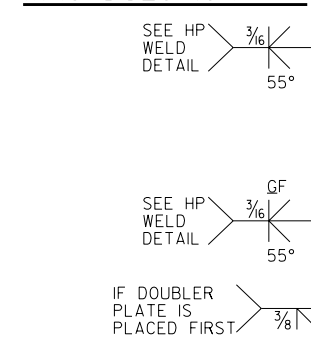 SEE HP
WELD
DETAIL
3/16
55°
GF
SEE HP
WELD
DETAIL
3/16
55°
IF DOUBLER
PLATE IS
PLACED FIRST
3/8